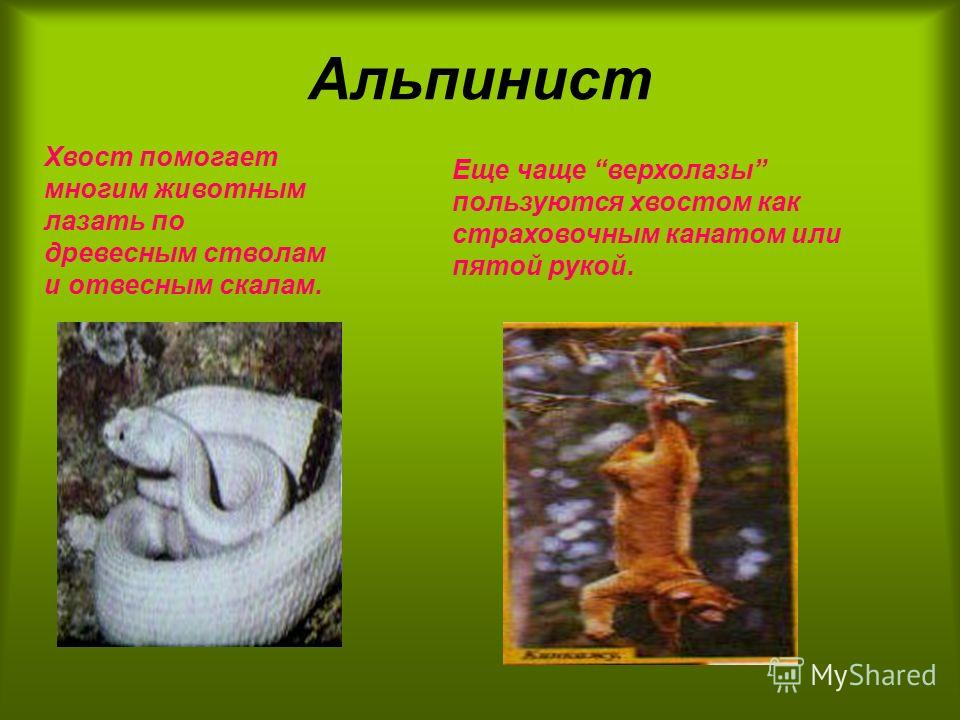 Альпинист
Хвост помогает
многим животным
лазать по
древесным стволам
и отвесным скалам.
Еще чаще “верхолазы”
пользуются хвостом как
страховочным канатом или
пятой рукой.
Кинкажу.
MyShared